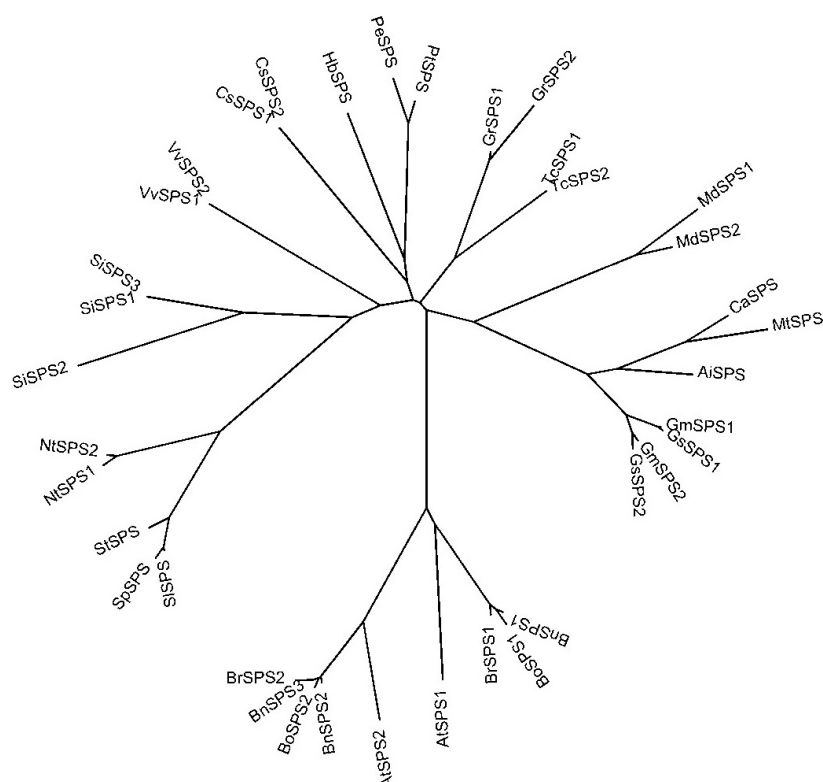 PeSPS
PtSPS
HbSPS
CsSPS2
CsSPS1
GrSPS1
GrSPS2
TcSPS1
TcSPS2
VvSPS2
VvSPS1
MdSPS1
MdSPS2
SiSPS3
SiSPS1
SiSPS2
CaSPS
MtSPS
AiSPS
GmSPS1
GsSPS1
GmSPS2
GsSPS2
NtSPS2
NtSPS1
StSPS
SpSPS
SlSPS
BnSPS1
BoSPS1
BrSPS1
BrSPS2
BnSPS3
BoSPS2
BnSPS2
AtSPS2
AtSPS1